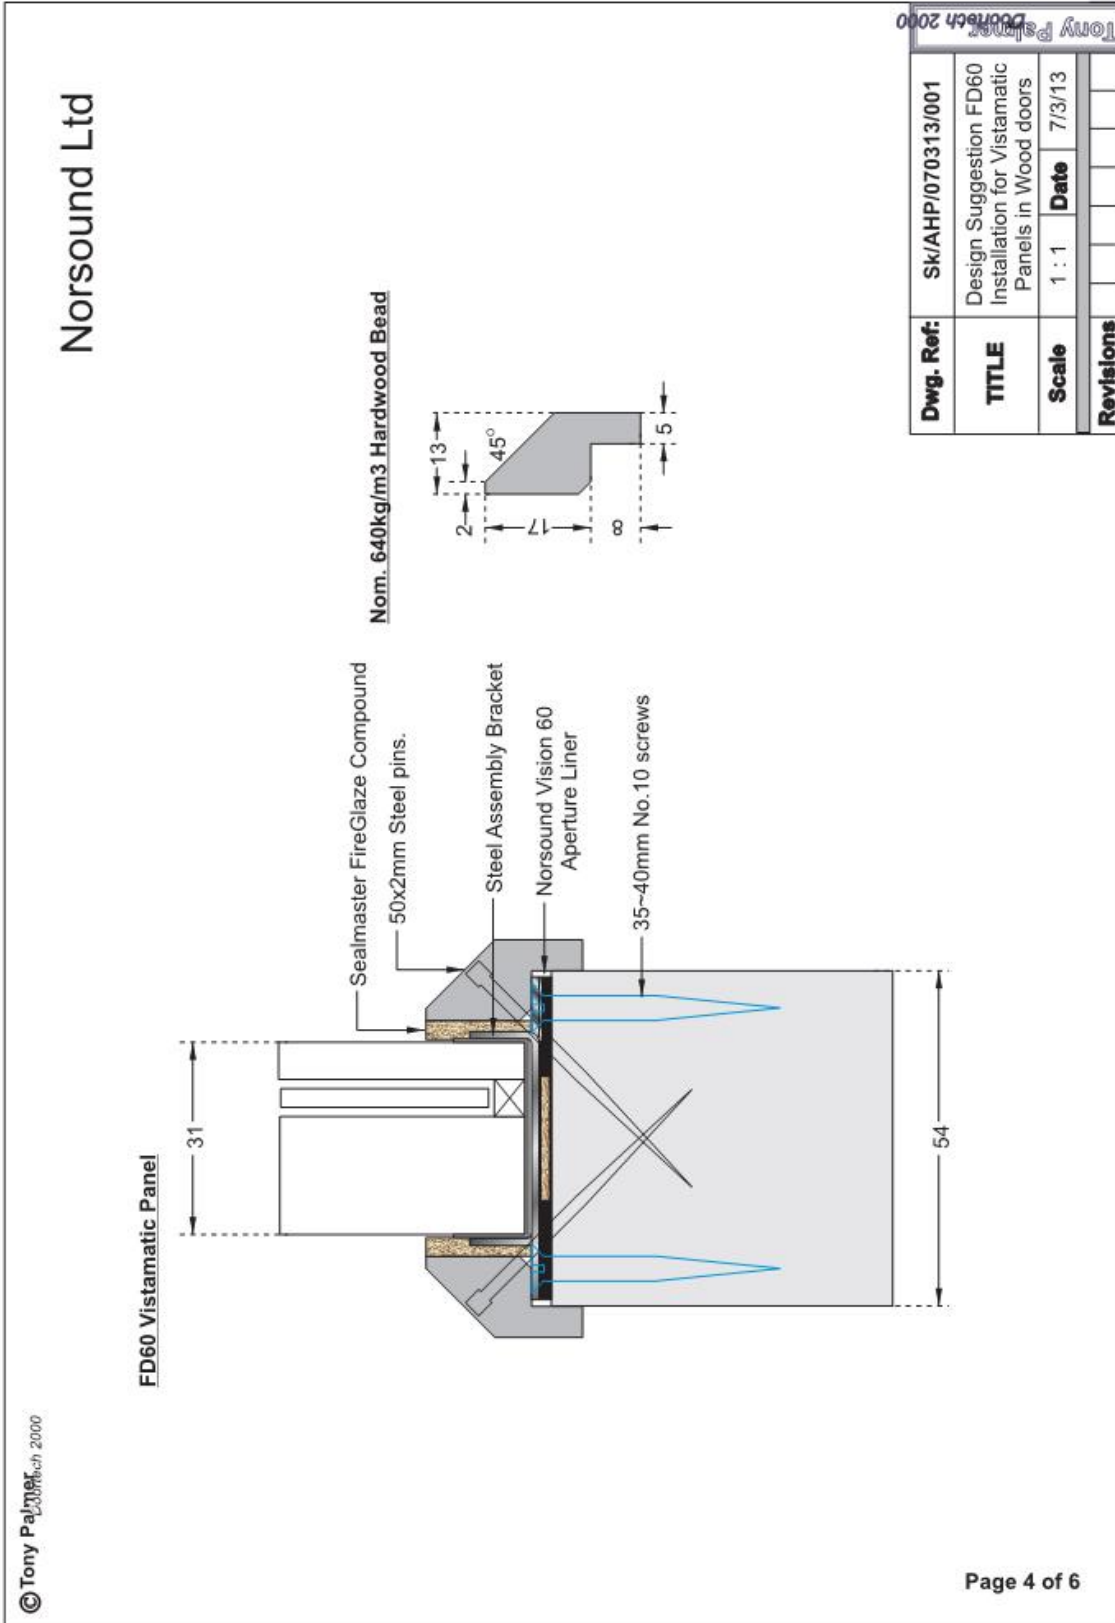 © Tony Palmer
Doortech 2000
Norsound Ltd
FD60 Vistamatic Panel
31
Sealmaster FireGlaze Compound
50x2mm Steel pins.
Steel Assembly Bracket
Norsound Vision 60
Aperture Liner
35~40mm No.10 screws
54
Nom. 640kg/m3 Hardwood Bead
13
2
45°
17
8
5
Dwg. Ref: Sk/AHP/070313/001
TITLE
Design Suggestion FD60
Installation for Vistamatic
Panels in Wood doors
Scale 1 : 1 Date 7/3/13
Revisions
Tony Palmer
Doortech 2000
Page 4 of 6